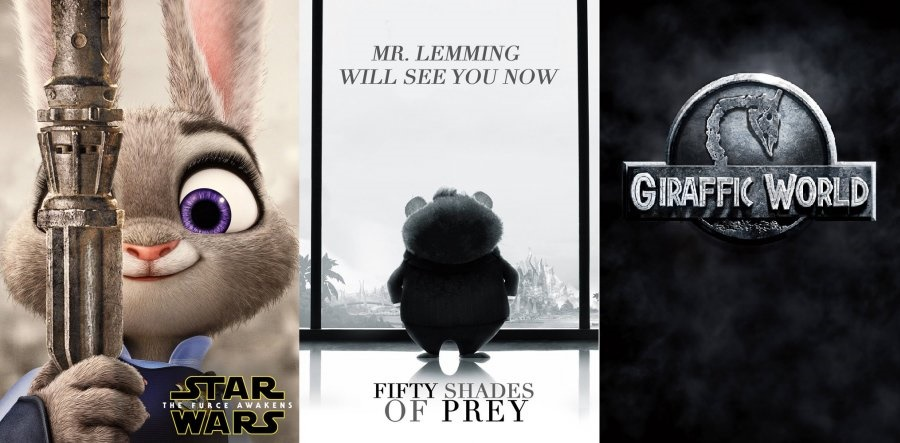 STAR
THE FURCE AWAKENS
WARS
MR. LEMMING
WILL SEE YOU NOW
FIFTY SHADES
OF PREY
GIRAFFIC WORLD